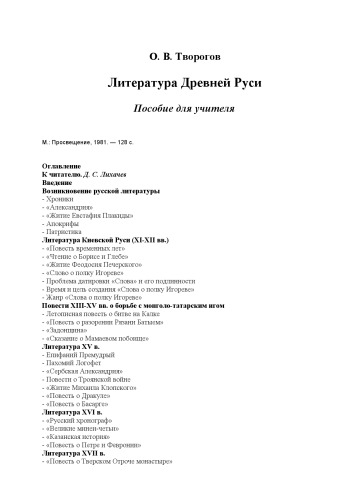 О. В. Творогов
Литература Древней Руси
Пособие для учителя
М.: Просвещение, 1981. — 128 с.
Оглавление
К читателю. Д. С. Лихачев
Введение
Возникновение русской литературы
- Хроники
- «Александрия»
- «Житие Евстафия Плакиды»
- Апокрифы
- Патристика
Литература Киевской Руси (XI-XII вв.)
- «Повесть временных лет»
- «Чтение о Борисе и Глебе»
- «Житие Феодосия Печерского»
- «Слово о полку Игореве»
- Проблема датировки «Слова» и его подлинности
- Время и цель создания «Слова о полку Игореве»
- Жанр «Слова о полку Игореве»
Повести XIII-XV вв. о борьбе с монголо-татарским игом
- Летописная повесть о битве на Калке
- «Повесть о разорении Рязани Батыем»
- «Задонщина»
- «Сказание о Мамаевом побоище»
Литература XV в.
- Епифаний Премудрый
- Пахомий Логофет
- «Сербская Александрия»
- Повести о Троянской войне
- «Житие Михаила Клопского»
- «Повесть о Дракуле»
- «Повесть о Басарге»
Литература XVI в.
- «Русский хронограф»
- «Великие минеи-четьи»
- «Казанская история»
- «Повесть о Петре и Февронии»
Литература XVII в.
- «Повесть о Тверском Отроче монастыре»